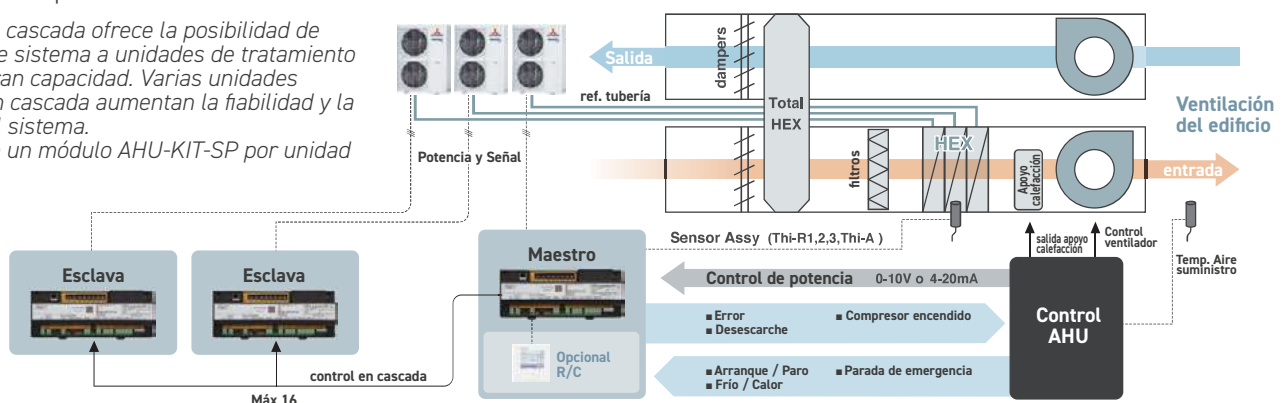 cascada ofrece la posibilidad de
e sistema a unidades de tratamiento
ran capacidad. Varias unidades
n cascada aumentan la fiabilidad y la
l sistema.
un módulo AHU-KIT-SP por unidad
Salida
dampers
ref. tubería
Total
HEX
Ventilación
del edificio
HEX
Potencia y Señal
filtros
Apoyo
calefacción
entrada
Sensor Assy (Thi-R1,2,3,Thi-A )
salida apoyo
calefacción
Control
ventilador
Temp. Aire
suministro
Esclava
Esclava
Maestro
Control de potencia 0-10V o 4-20mA
■ Error
■ Compresor encendido
■ Desescarche
Control
AHU
Opcional
R/C
■ Arranque / Paro
■ Parada de emergencia
■ Frío / Calor
control en cascada
Máx 16